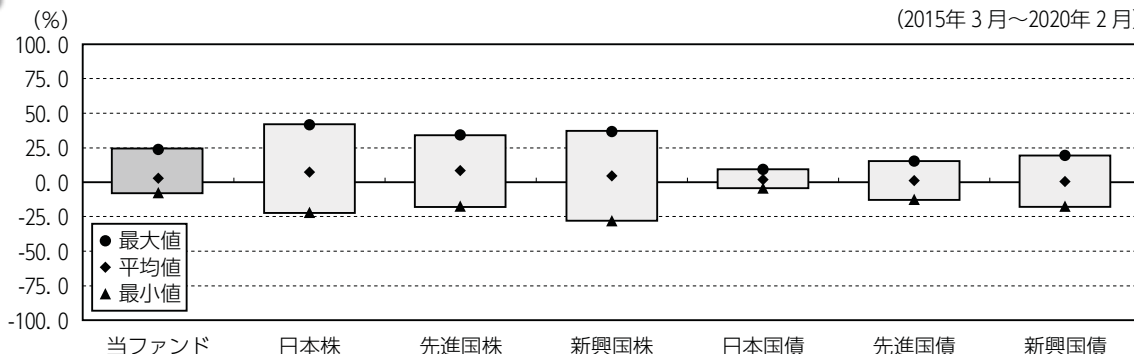 (%)
(2015年3月～2020年2月)
100.0
75.0
50.0
25.0
0.0
-25.0
-50.0
-75.0
-100.0
● 最大値
◆ 平均値
▲ 最小値
当ファンド 日本株 先進国株 新興国株 日本国債 先進国債 新興国債